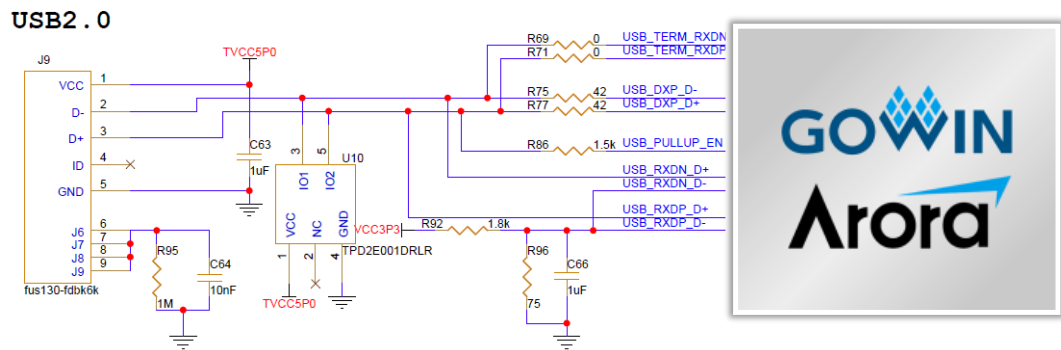 USB2.0
J9
VCC 1
D- 2
D+ 3
ID 4
GND 5
J6 6
J7 7
J8 8
J9 9
fus130-fdbk6k
TVCC5P0
C63
1uF
R95
1M
C64
10nF
U10
3 5
IO1 IO2
VCC NC GND
1 2 4
TPD2E001DRLR
TVCC5P0
R69 0 USB_TERM_RXDN
R71 0 USB_TERM_RXDP
R75 42 USB_DXP_D-
R77 42 USB_DXP_D+
R86 1.5k USB_PULLUP_EN
USB_RXDN_D+
USB_RXDN_D-
USB_RXDP_D+
VCC3P3 R92 1.8k USB_RXDP_D-
R96
75
C66
1uF
GOWIN
Arora